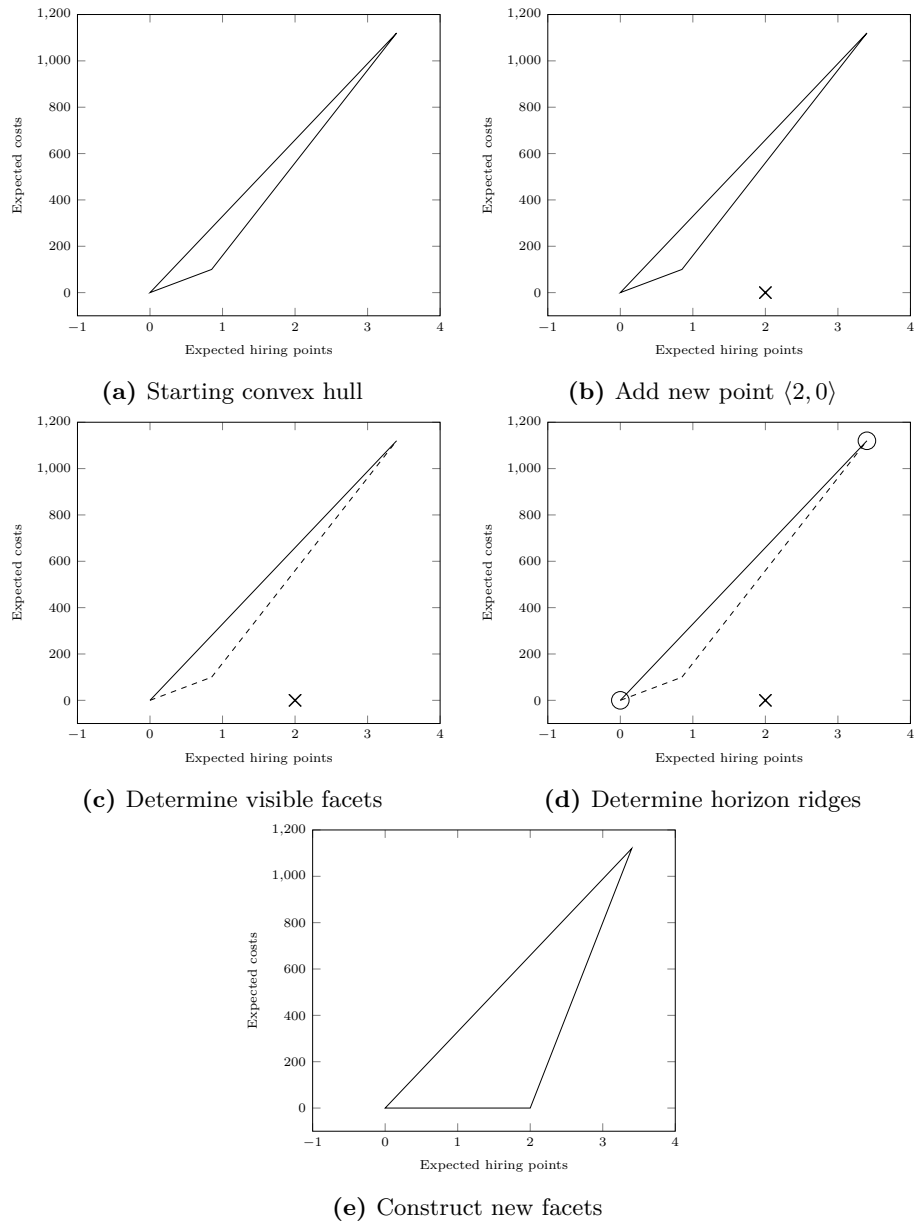 1,200
1,000
800
600
400
200
0
−1 0 1 2 3 4
Expected costs
Expected hiring points
(a) Starting convex hull
1,200
1,000
800
600
400
200
0
−1 0 1 2 3 4
Expected costs
Expected hiring points
(b) Add new point ⟨2, 0⟩
1,200
1,000
800
600
400
200
0
−1 0 1 2 3 4
Expected costs
Expected hiring points
(c) Determine visible facets
1,200
1,000
800
600
400
200
0
−1 0 1 2 3 4
Expected costs
Expected hiring points
(d) Determine horizon ridges
1,200
1,000
800
600
400
200
0
−1 0 1 2 3 4
Expected costs
Expected hiring points
(e) Construct new facets